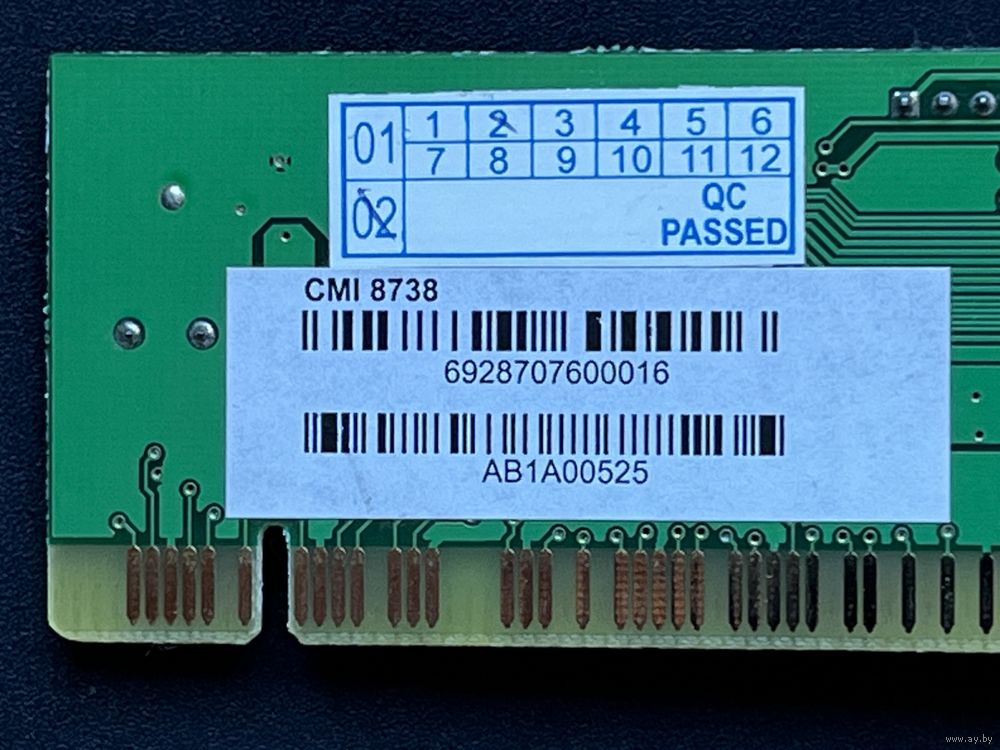 01 1 2 3 4 5 6
7 8 9 10 11 12
02 QC
PASSED
CMI 8738
6928707600016
AB1A00525
www.ay.by